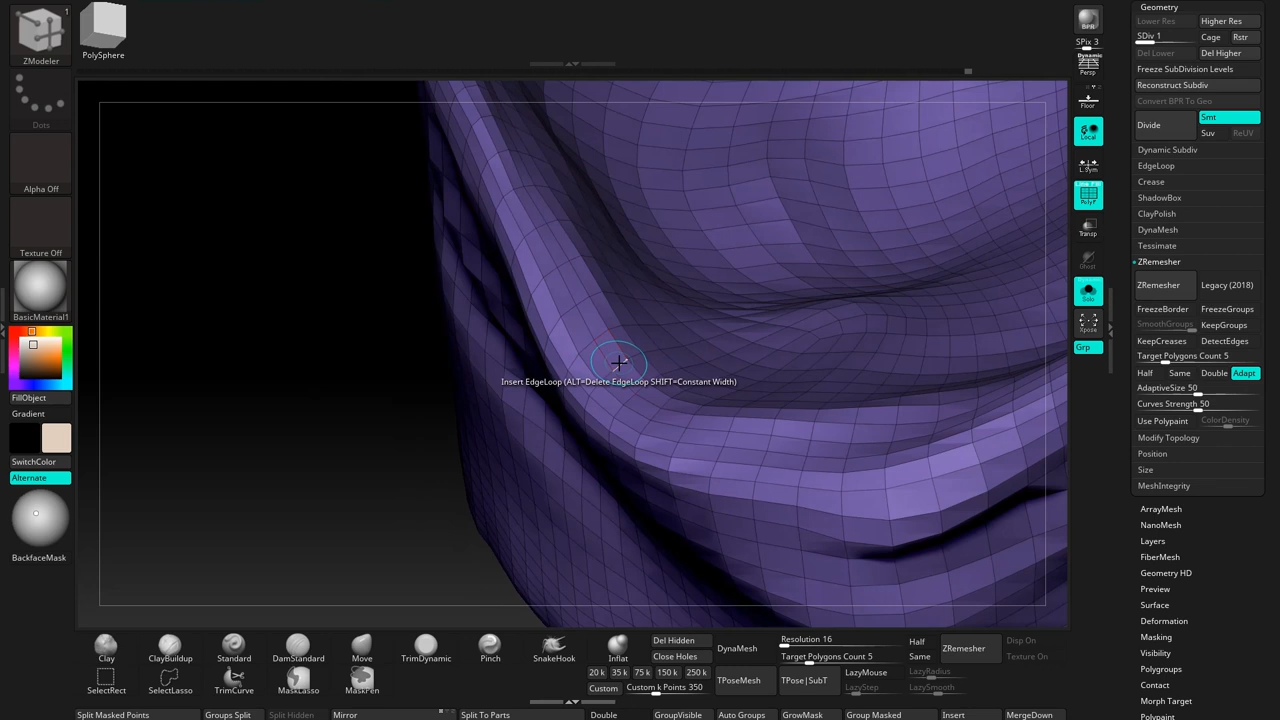 1
ZModeler
PolySphere
Dots
Alpha Off
Texture Off
BasicMaterial1
FillObject
Gradient
SwitchColor
Alternate
BackfaceMask
Insert EdgeLoop (ALT=Delete EdgeLoop SHIFT=Constant Width)
BPR
SPix 3
Dynamic
Persp
Floor
Local
L.Sym
Line Fill
PolyF
Transp
Ghost
Solo
Xpose
Grp
Geometry
Lower Res Higher Res
SDiv 1 Cage Rstr
Del Lower Del Higher
Freeze SubDivision Levels
Reconstruct Subdiv
Convert BPR To Geo
Divide Smt
Suv ReUV
Dynamic Subdiv
EdgeLoop
Crease
ShadowBox
ClayPolish
DynaMesh
Tessimate
ZRemesher
ZRemesher Legacy (2018)
FreezeBorder FreezeGroups
SmoothGroups KeepGroups
KeepCreases DetectEdges
Target Polygons Count 5
Half Same Double Adapt
AdaptiveSize 50
Curves Strength 50
Use Polypaint ColorDensity
Modify Topology
Position
Size
MeshIntegrity
ArrayMesh
NanoMesh
Layers
FiberMesh
Geometry HD
Preview
Surface
Deformation
Masking
Visibility
Polygroups
Contact
Morph Target
Polypaint
Clay ClayBuildup Standard DamStandard Move TrimDynamic Pinch SnakeHook Inflat
SelectRect SelectLasso TrimCurve MaskLasso MaskPen
Del Hidden
Close Holes
20 k 35 k 75 k 150 k 250 k
Custom Custom k Points 350
DynaMesh
Resolution 16
Target Polygons Count 5
TPoseMesh TPose|SubT
LazyMouse
LazyStep
Half
Same
ZRemesher
LazyRadius
LazySmooth
Disp On
Texture On
Split Masked Points Groups Split Split Hidden Mirror Split To Parts Double GroupVisible Auto Groups GrowMask Group Masked Insert MergeDown